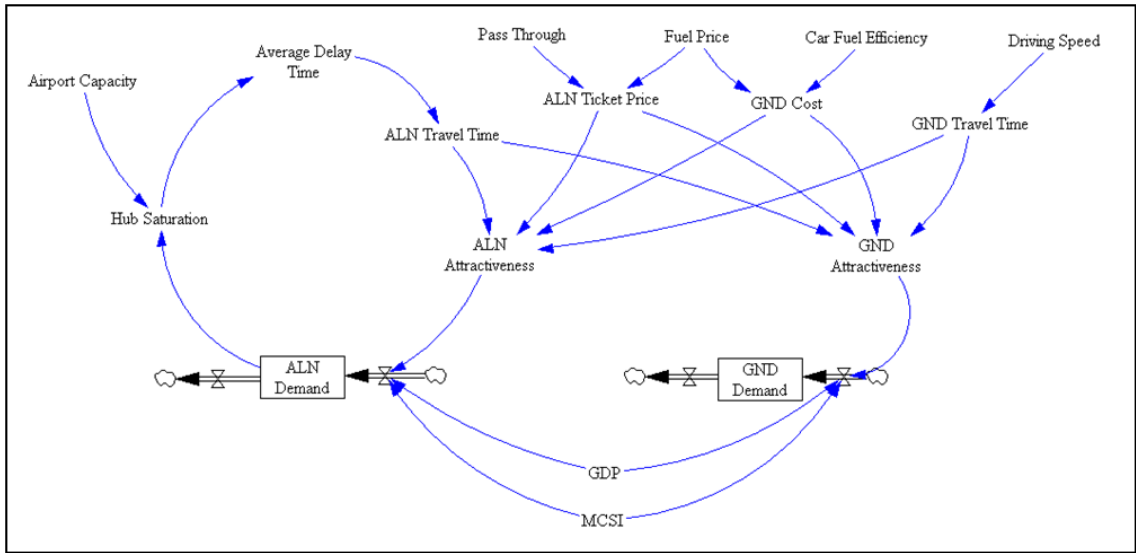 Pass Through
Fuel Price
Car Fuel Efficiency
Driving Speed
Average Delay
Time
Airport Capacity
ALN Ticket Price
GND Cost
GND Travel Time
ALN Travel Time
Hub Saturation
ALN
Attractiveness
GND
Attractiveness
ALN
Demand
GND
Demand
GDP
MCSI